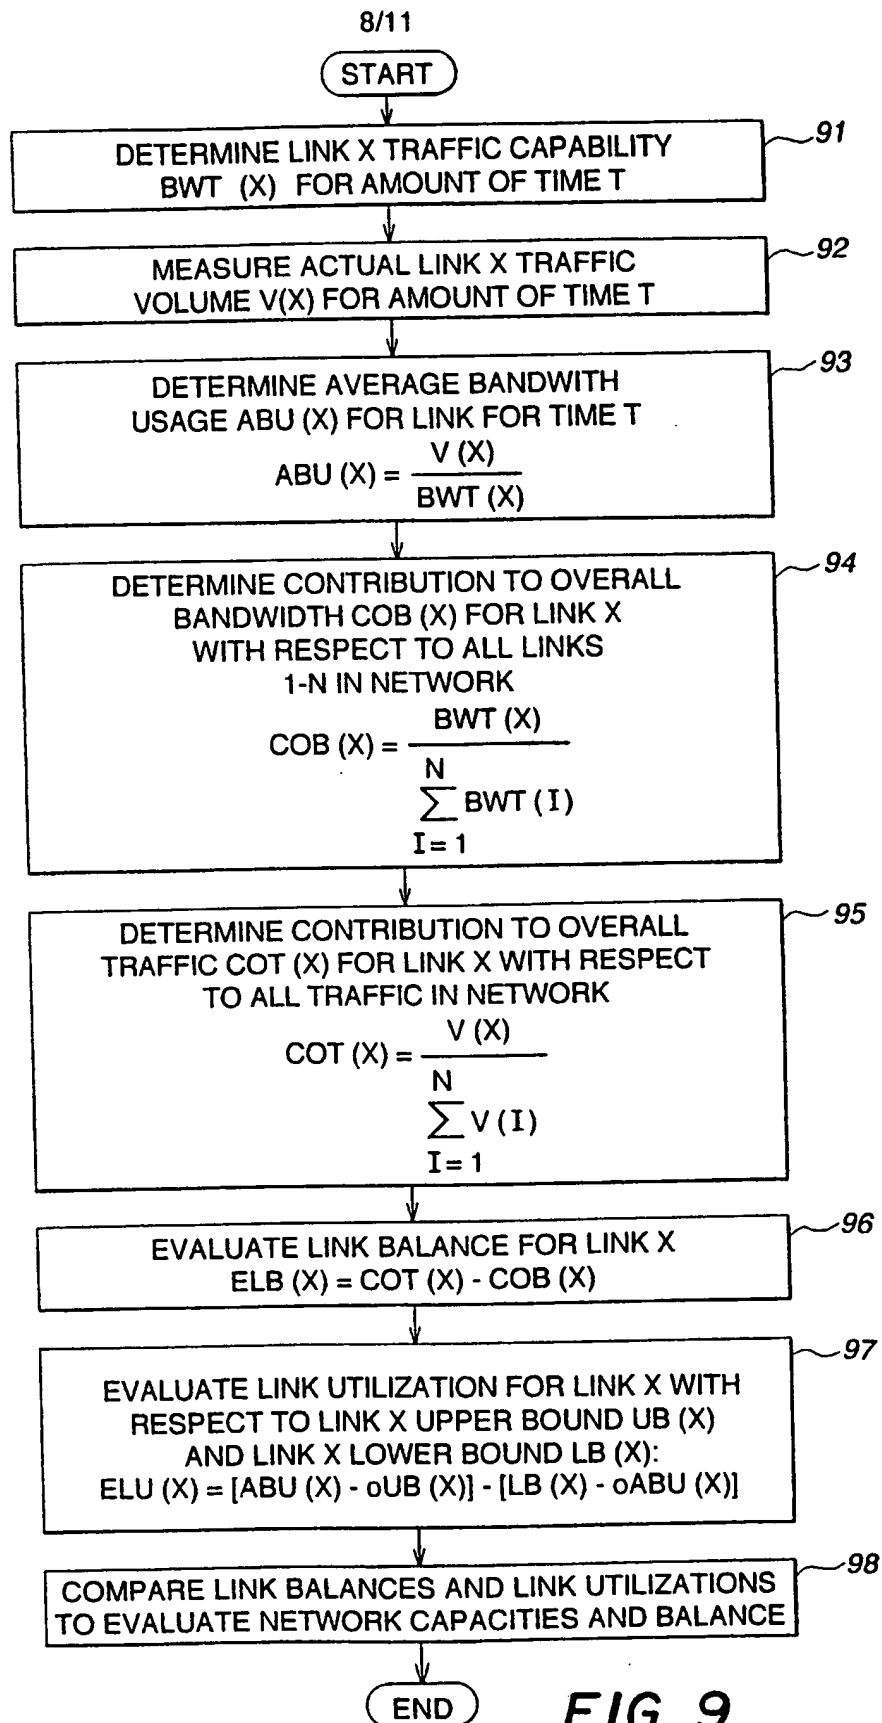 8/11
START
DETERMINE LINK X TRAFFIC CAPABILITY
BWT (X) FOR AMOUNT OF TIME T
91
MEASURE ACTUAL LINK X TRAFFIC
VOLUME V(X) FOR AMOUNT OF TIME T
92
DETERMINE AVERAGE BANDWITH
USAGE ABU (X) FOR LINK FOR TIME T
ABU (X) = V (X)
BWT (X)
93
DETERMINE CONTRIBUTION TO OVERALL
BANDWIDTH COB (X) FOR LINK X
WITH RESPECT TO ALL LINKS
1-N IN NETWORK
COB (X) = BWT (X)
N
∑ BWT (I)
I = 1
94
DETERMINE CONTRIBUTION TO OVERALL
TRAFFIC COT (X) FOR LINK X WITH RESPECT
TO ALL TRAFFIC IN NETWORK
COT (X) = V (X)
N
∑ V (I)
I = 1
95
EVALUATE LINK BALANCE FOR LINK X
ELB (X) = COT (X) - COB (X)
96
EVALUATE LINK UTILIZATION FOR LINK X WITH
RESPECT TO LINK X UPPER BOUND UB (X)
AND LINK X LOWER BOUND LB (X):
ELU (X) = [ABU (X) - oUB (X)] - [LB (X) - oABU (X)]
97
COMPARE LINK BALANCES AND LINK UTILIZATIONS
TO EVALUATE NETWORK CAPACITIES AND BALANCE
98
END
FIG. 9